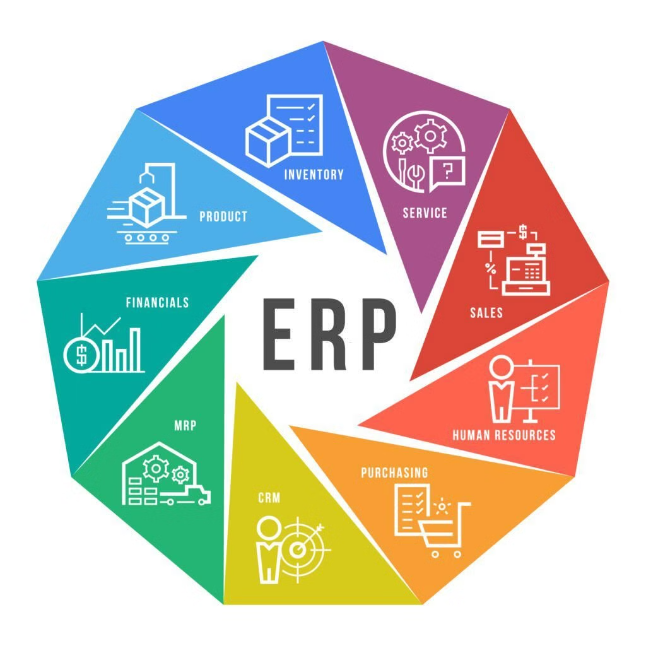 INVENTORY
SERVICE
PRODUCT
SALES
FINANCIALS
ERP
HUMAN RESOURCES
MRP
PURCHASING
CRM
$
%
?
$